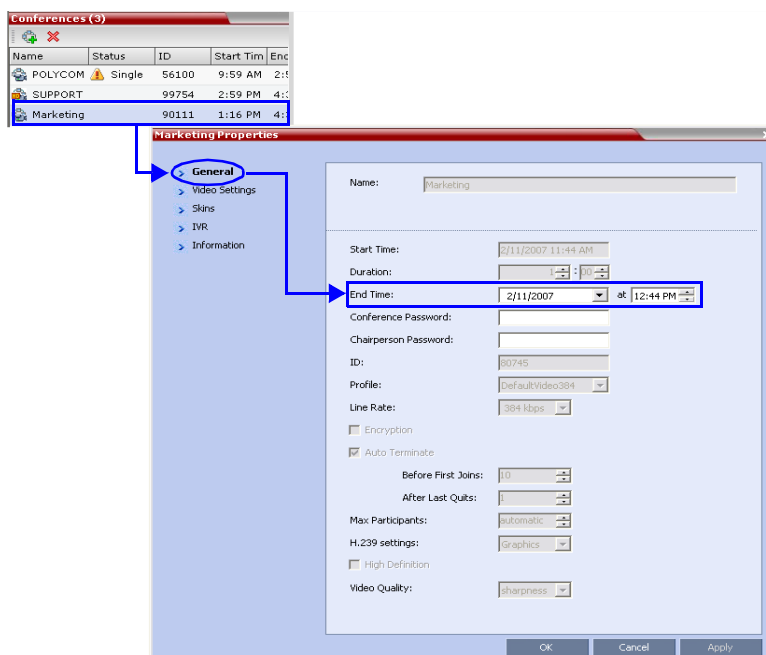 Conferences (3)
Name Status ID Start Tim Enc
POLYCOM Single 56100 9:59 AM
SUPPORT 99754 2:59 PM
Marketing 90111 1:16 PM
Marketing Properties
General
Video Settings
Skins
IVR
Information
Name: Marketing
Start Time: 2/11/2007 11:44 AM
Duration: 1 : 00
End Time: 2/11/2007 at 12:44 PM
Conference Password:
Chairperson Password:
ID: 80745
Profile: DefaultVideo384
Line Rate: 384 kbps
Encryption
Auto Terminate
Before First Joins: 10
After Last Quits: 1
Max Participants: automatic
H.239 settings: Graphics
High Definition
Video Quality: sharpness
OK Cancel Apply